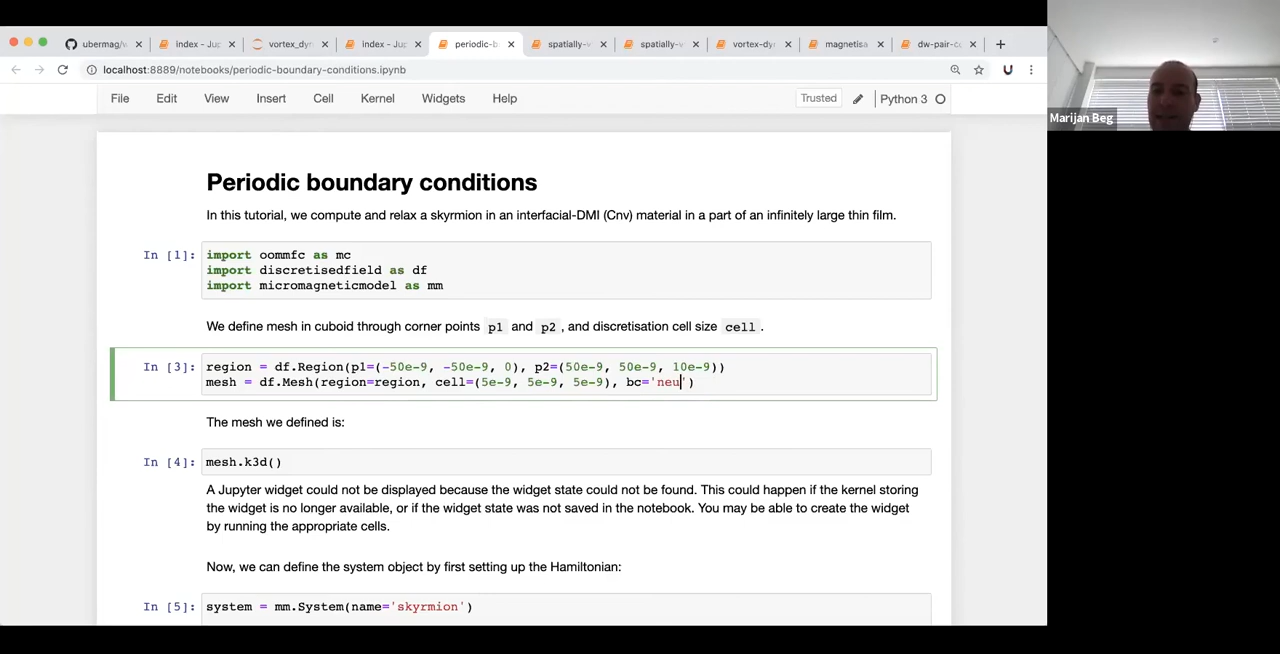 ubermag/w
index - Juc
vortex_dyn
index - Juc
periodic-b
spatially-v
spatially-v
vortex-dyn
magnetisa
dw-pair-co
localhost:8889/notebooks/periodic-boundary-conditions.ipynb
File Edit View Insert Cell Kernel Widgets Help
Trusted
Python 3
Marijan Beg
Periodic boundary conditions
In this tutorial, we compute and relax a skyrmion in an interfacial-DMI (Cnv) material in a part of an infinitely large thin film.
In [1]:
import oommfc as mc
import discretisedfield as df
import micromagneticmodel as mm
We define mesh in cuboid through corner points p1 and p2 , and discretisation cell size cell .
In [3]:
region = df.Region(p1=(-50e-9, -50e-9, 0), p2=(50e-9, 50e-9, 10e-9))
mesh = df.Mesh(region=region, cell=(5e-9, 5e-9, 5e-9), bc='neu')
The mesh we defined is:
In [4]:
mesh.k3d()
A Jupyter widget could not be displayed because the widget state could not be found. This could happen if the kernel storing
the widget is no longer available, or if the widget state was not saved in the notebook. You may be able to create the widget
by running the appropriate cells.
Now, we can define the system object by first setting up the Hamiltonian:
In [5]:
system = mm.System(name='skyrmion')